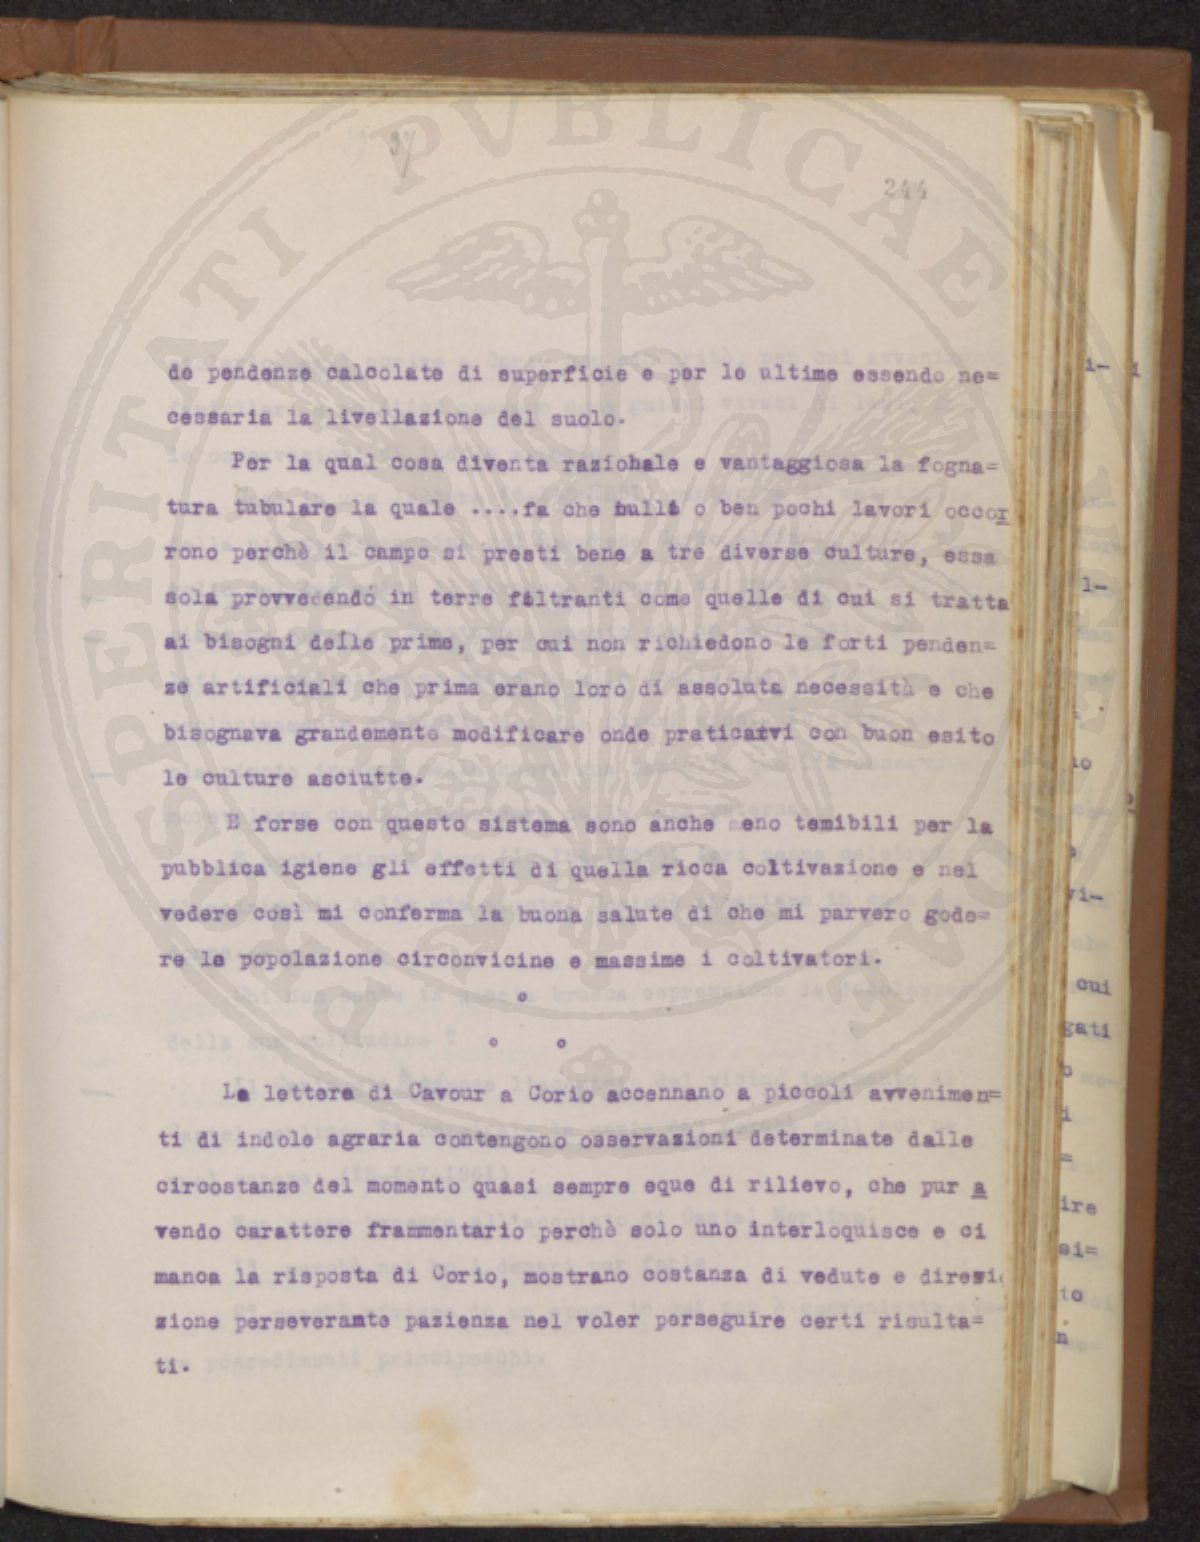 37
244
de pendenze calcolate di superficie e per le ultime essendo ne=
cessaria la livellazione del suolo.
Per la qual cosa diventa razionale e vantaggiosa la fogna=
tura tubulare la quale ....fa che nulli o ben pochi lavori occor
rono perchè il campo si presti bene a tre diverse culture, essa
sola provvedendo in terre filtranti come quelle di cui si tratta
ai bisogni delle prime, per cui non richiedono le forti penden=
ze artificiali che prima erano loro di assoluta necessità e che
bisognava grandemente modificare onde praticarvi con buon esito
le culture asciutte.
E forse con questo sistema sono anche meno temibili per la
pubblica igiene gli effetti di quella ricca coltivazione e nel
vedere così mi conferma la buona salute di che mi parvero gode=
re le popolazione circonvicine e massime i coltivatori.
Le lettere di Cavour a Corio accennano a piccoli avvenimen=
ti di indole agraria contengono osservazioni determinate dalle
circostanze del momento quasi sempre eque di rilievo, che pur a
vendo carattere frammentario perchè solo uno interloquisce e ci
manca la risposta di Corio, mostrano costanza di vedute e
zione perseverante pazienza nel voler perseguire certi risulta=
ti.
PROSPERITATI PVBLICAE